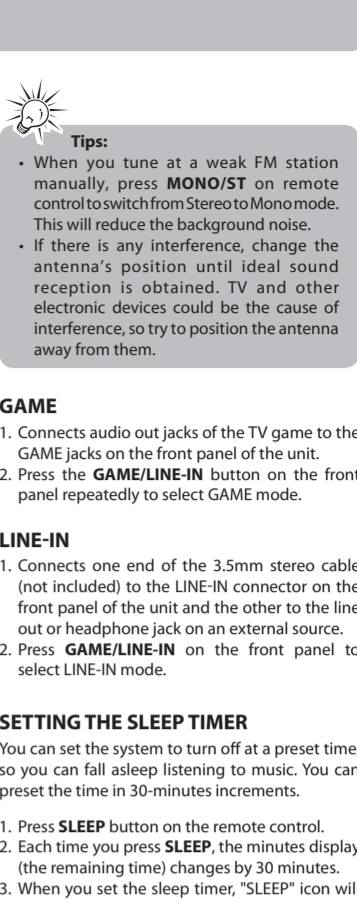 Tips:
• When you tune at a weak FM station
manually, press MONO/ST on remote
control to switch from Stereo to Mono mode.
This will reduce the background noise.
• If there is any interference, change the
antenna's position until ideal sound
reception is obtained. TV and other
electronic devices could be the cause of
interference, so try to position the antenna
away from them.
GAME
1. Connects audio out jacks of the TV game to the
GAME jacks on the front panel of the unit.
2. Press the GAME/LINE-IN button on the front
panel repeatedly to select GAME mode.
LINE-IN
1. Connects one end of the 3.5mm stereo cable
(not included) to the LINE-IN connector on the
front panel of the unit and the other to the line
out or headphone jack on an external source.
2. Press GAME/LINE-IN on the front panel to
select LINE-IN mode.
SETTING THE SLEEP TIMER
You can set the system to turn off at a preset time,
so you can fall asleep listening to music. You can
preset the time in 30-minutes increments.
1. Press SLEEP button on the remote control.
2. Each time you press SLEEP, the minutes display
(the remaining time) changes by 30 minutes.
3. When you set the sleep timer, "SLEEP" icon will